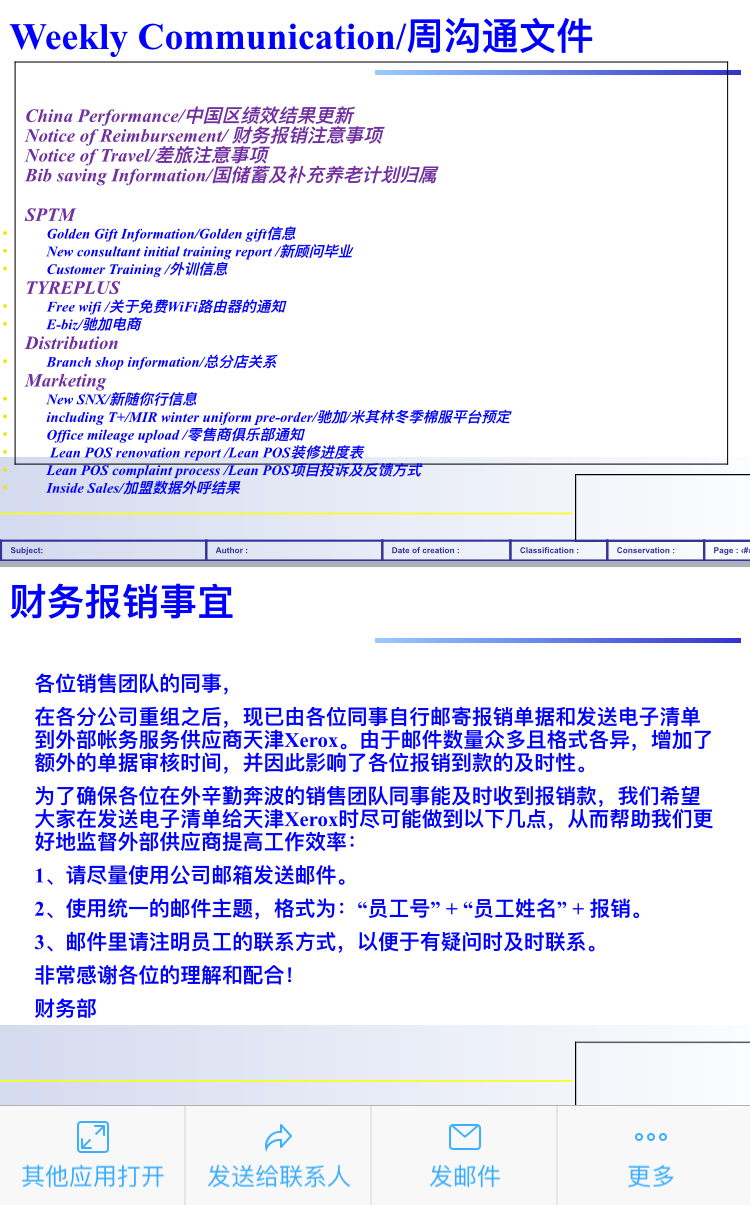 Weekly Communication/周沟通文件
China Performance/中国区绩效结果更新
Notice of Reimbursement/ 财务报销注意事项
Notice of Travel/差旅注意事项
Bib saving Information/国储蓄及补充养老计划归属
SPTM
• Golden Gift Information/Golden gift信息
• New consultant initial training report /新顾问毕业
• Customer Training /外训信息
TYREPLUS
• Free wifi /关于免费WiFi路由器的通知
• E-biz/驰加电商
Distribution
• Branch shop information/总分店关系
Marketing
• New SNX/新随你行信息
• including T+/MIR winter uniform pre-order/驰加/米其林冬季棉服平台预定
• Office mileage upload /零售商俱乐部通知
• Lean POS renovation report /Lean POS装修进度表
• Lean POS complaint process /Lean POS项目投诉及反馈方式
• Inside Sales/加盟数据外呼结果
Subject: Author : Date of creation : Classification : Conservation : Page : ‹#›
财务报销事宜
各位销售团队的同事，
在各分公司重组之后，现已由各位同事自行邮寄报销单据和发送电子清单
到外部帐务服务供应商天津Xerox。由于邮件数量众多且格式各异，增加了
额外的单据审核时间，并因此影响了各位报销到款的及时性。
为了确保各位在外辛勤奔波的销售团队同事能及时收到报销款，我们希望
大家在发送电子清单给天津Xerox时尽可能做到以下几点，从而帮助我们更
好地监督外部供应商提高工作效率：
1、请尽量使用公司邮箱发送邮件。
2、使用统一的邮件主题，格式为：“员工号” + “员工姓名” + 报销。
3、邮件里请注明员工的联系方式，以便于有疑问时及时联系。
非常感谢各位的理解和配合！
财务部
其他应用打开 发送给联系人 发邮件 更多